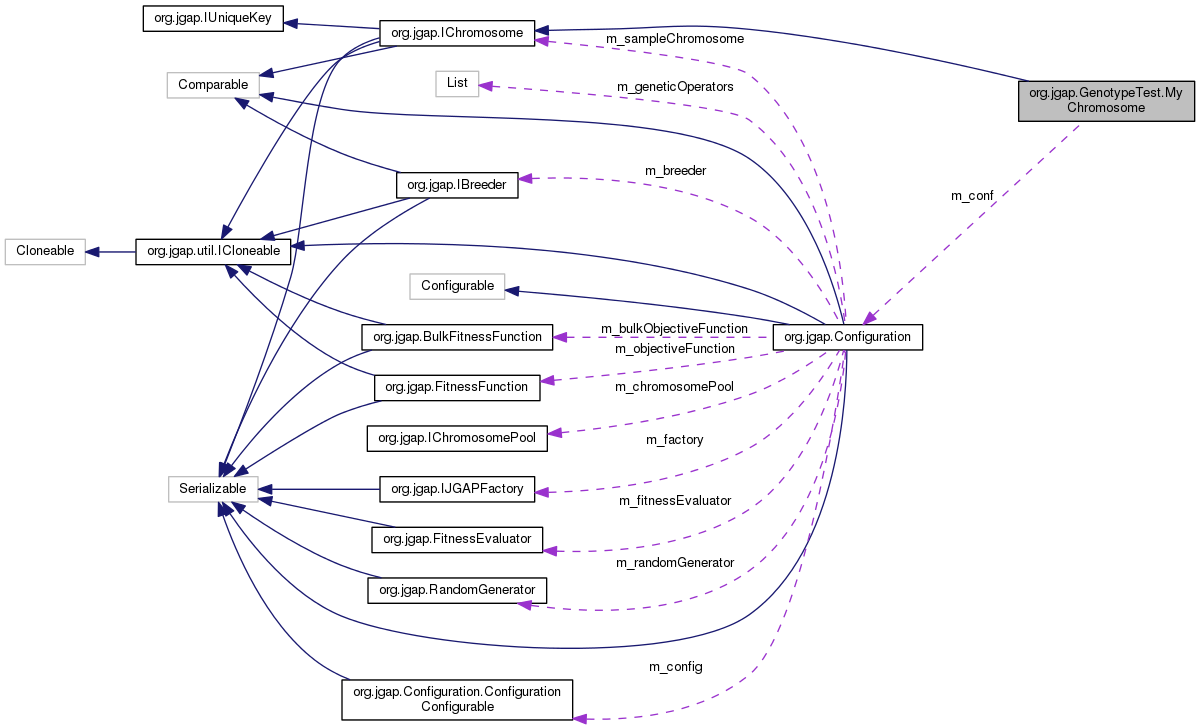 org.jgap.IUniqueKey
org.jgap.IChromosome
m_sampleChromosome
Comparable
List
m_geneticOperators
org.jgap.GenotypeTest.My
Chromosome
m_breeder
org.jgap.IBreeder
m_conf
Cloneable
org.jgap.util.ICloneable
Configurable
m_bulkObjectiveFunction
org.jgap.BulkFitnessFunction
org.jgap.Configuration
m_objectiveFunction
org.jgap.FitnessFunction
m_chromosomePool
org.jgap.IChromosomePool
m_factory
Serializable
org.jgap.IJGAPFactory
m_fitnessEvaluator
org.jgap.FitnessEvaluator
m_randomGenerator
org.jgap.RandomGenerator
m_config
org.jgap.Configuration.Configuration
Configurable